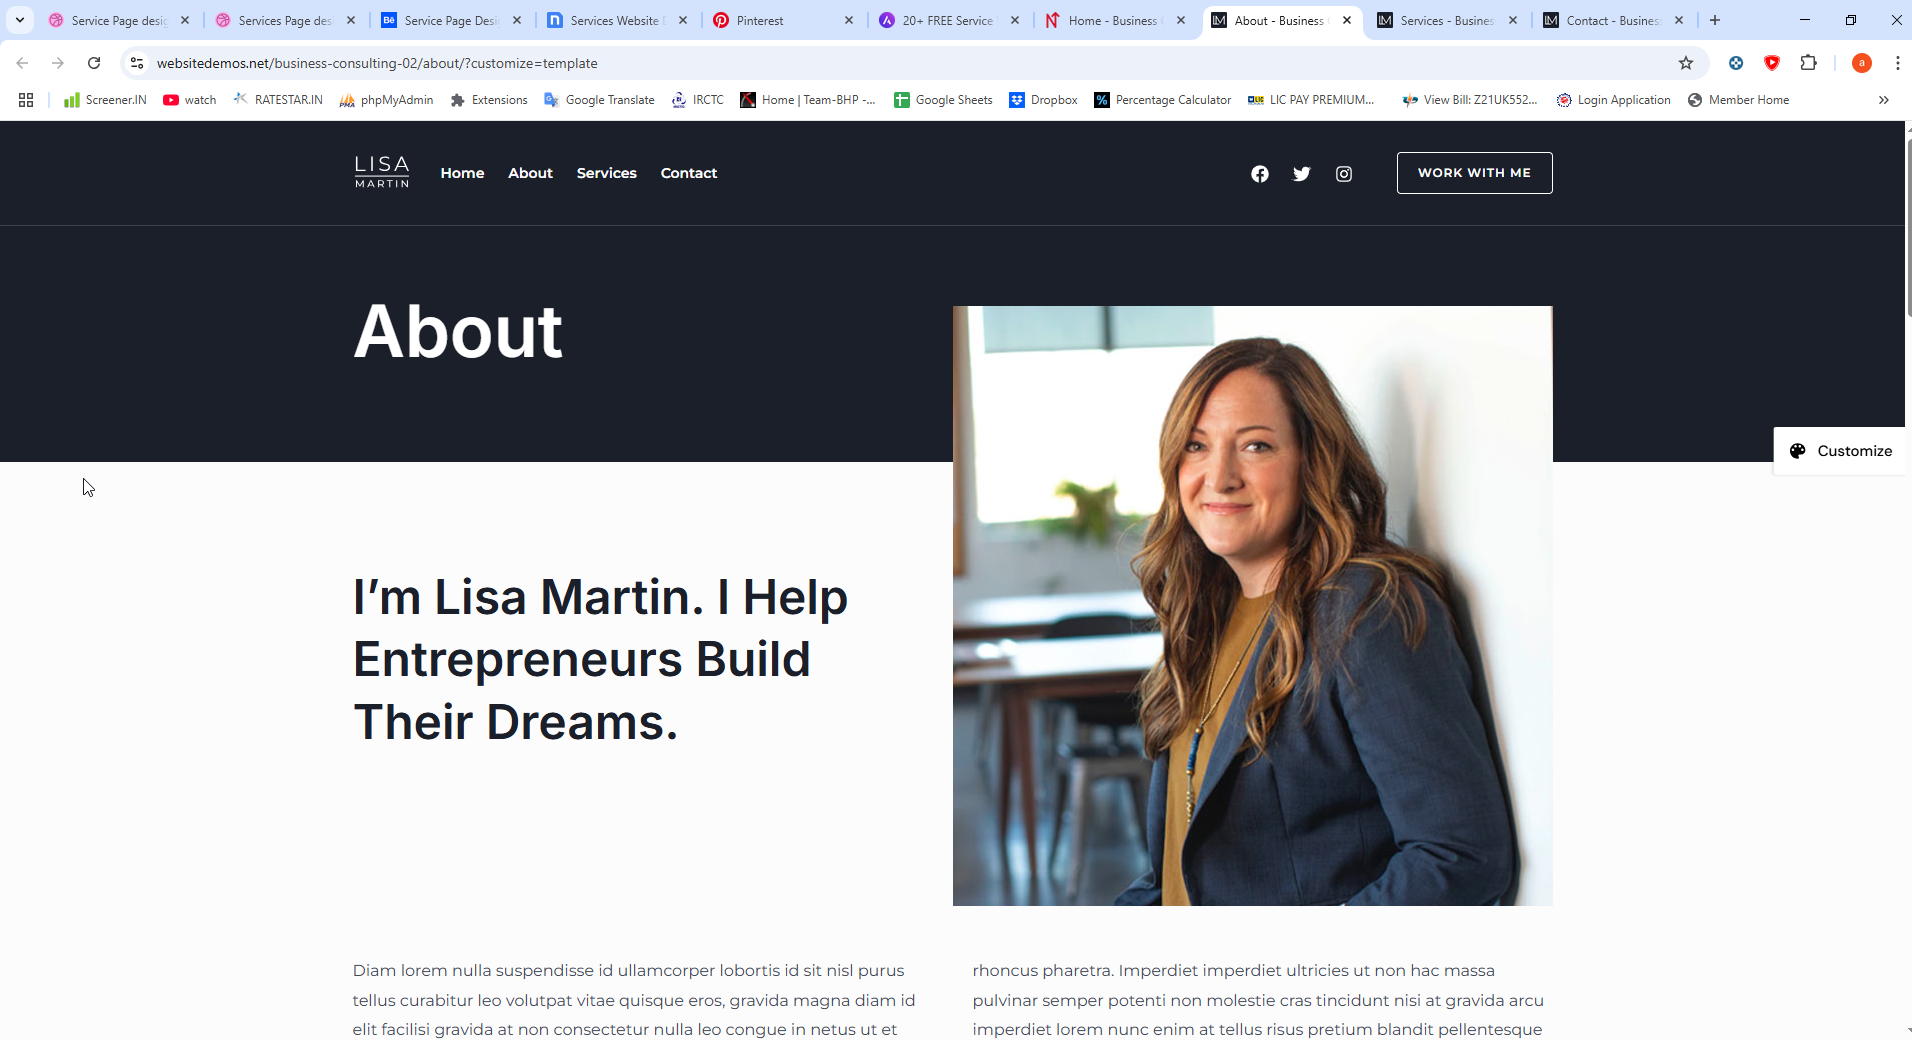 Service Page desig
Services Page des
Service Page Desi
Services Website D
Pinterest
20+ FREE Service
Home - Business
About - Business
Services - Busines
Contact - Busines
websitedemos.net/business-consulting-02/about/?customize=template
a
Screener.IN
watch
RATESTAR.IN
phpMyAdmin
Extensions
Google Translate
IRCTC
Home | Team-BHP -...
Google Sheets
Dropbox
Percentage Calculator
LIC PAY PREMIUM...
View Bill: Z21UK552...
Login Application
Member Home
LISA
MARTIN
Home
About
Services
Contact
WORK WITH ME
About
Customize
I’m Lisa Martin. I Help
Entrepreneurs Build
Their Dreams.
Diam lorem nulla suspendisse id ullamcorper lobortis id sit nisl purus
tellus curabitur leo volutpat vitae quisque eros, gravida magna diam id
elit facilisi gravida at non consectetur nulla leo congue in netus ut et
rhoncus pharetra. Imperdiet imperdiet ultricies ut non hac massa
pulvinar semper potenti non molestie cras tincidunt nisi at gravida arcu
imperdiet lorem nunc enim at tellus risus pretium blandit pellentesque